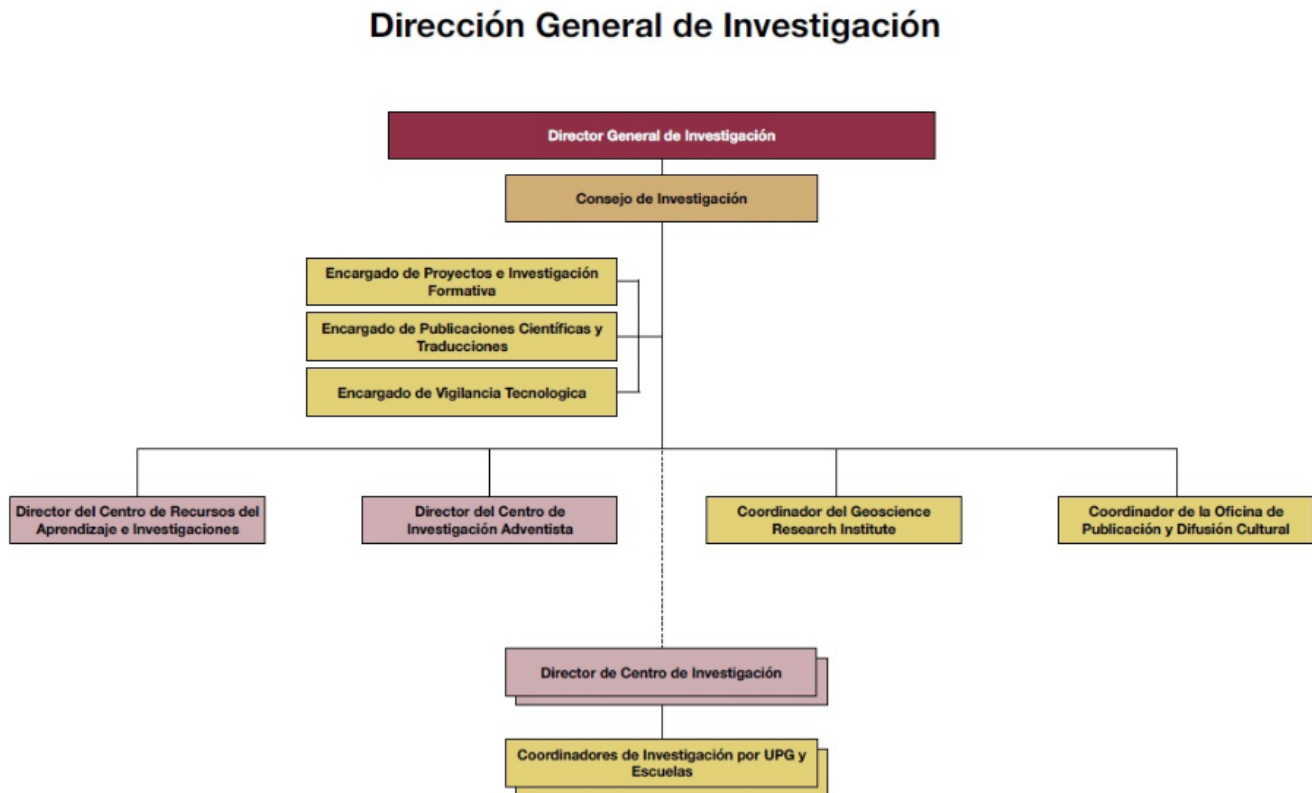 Dirección General de Investigación
Director General de Investigación
Consejo de Investigación
Encargado de Proyectos e Investigación
Formativa
Encargado de Publicaciones Científicas y
Traducciones
Encargado de Vigilancia Tecnologica
Director del Centro de Recursos del
Aprendizaje e Investigaciones
Director del Centro de
Investigación Adventista
Coordinador del Geoscience
Research Institute
Coordinador de la Oficina de
Publicación y Difusión Cultural
Director de Centro de Investigación
Coordinadores de Investigación por UPG y
Escuelas